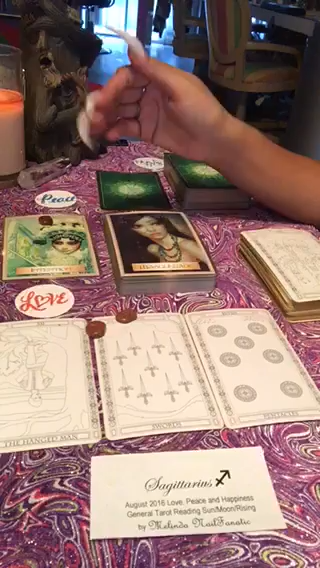 Peace
LOVE
THE HANGED MAN
SWORDS
PENTACLES
Sagittarius ♐
August 2016 Love, Peace and Happiness
General Tarot Reading Sun/Moon/Rising
by Melinda NailFanatic